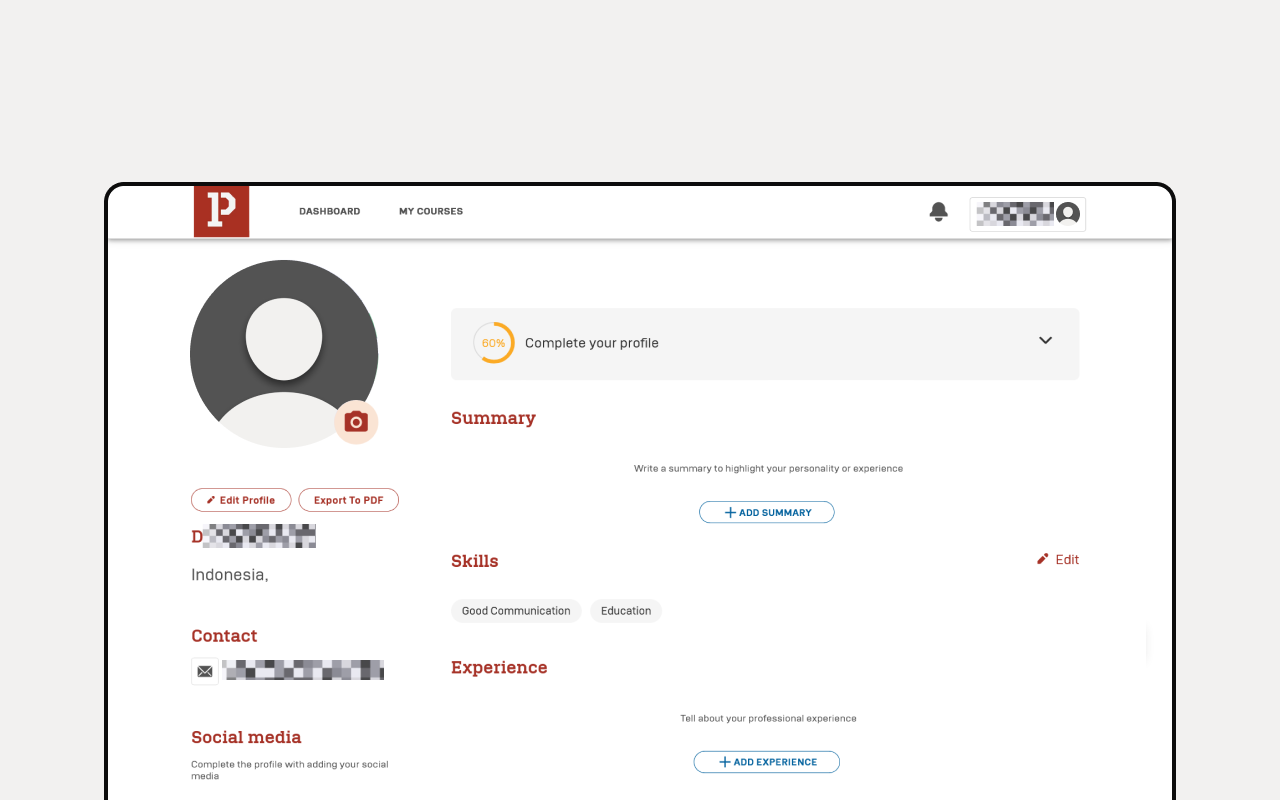 P
DASHBOARD
MY COURSES
60%
Complete your profile
Edit Profile
Export To PDF
D
Indonesia,
Contact
Social media
Complete the profile with adding your social
media
Summary
Write a summary to highlight your personality or experience
ADD SUMMARY
Skills
Edit
Good Communication
Education
Experience
Tell about your professional experience
ADD EXPERIENCE